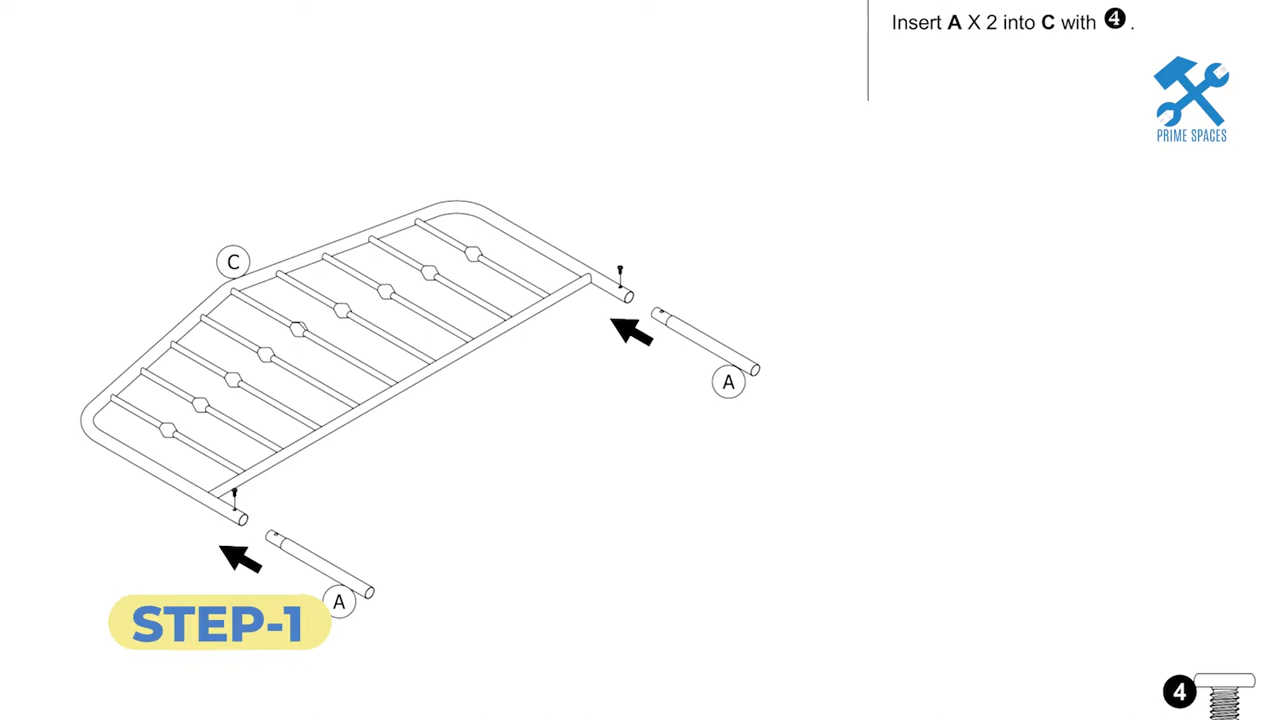 Insert A X 2 into C with ❹ .
PRIME SPACES
C
A
A
STEP-1
4